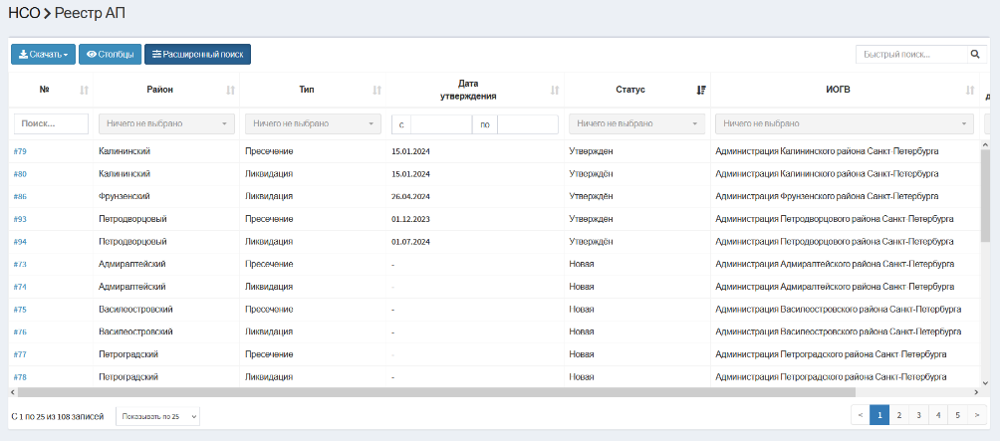 НСО > Реестр АП
Скачать Столбцы Расширенный поиск Быстрый поиск...
№ Район Тип Дата утверждения Статус ИОГВ
Поиск... Ничего не выбрано Ничего не выбрано с по Ничего не выбрано Ничего не выбрано
#79 Калининский Пресечение 15.01.2024 Утверждён Администрация Калининского района Санкт-Петербурга
#80 Калининский Ликвидация 15.01.2024 Утверждён Администрация Калининского района Санкт-Петербурга
#86 Фрунзенский Ликвидация 26.04.2024 Утверждён Администрация Фрунзенского района Санкт-Петербурга
#93 Петродворцовый Пресечение 01.12.2023 Утверждён Администрация Петродворцового района Санкт-Петербурга
#94 Петродворцовый Ликвидация 01.07.2024 Утверждён Администрация Петродворцового района Санкт-Петербурга
#73 Адмиралтейский Пресечение - Новая Администрация Адмиралтейского района Санкт-Петербурга
#74 Адмиралтейский Ликвидация - Новая Администрация Адмиралтейского района Санкт-Петербурга
#75 Василеостровский Пресечение - Новая Администрация Василеостровского района Санкт-Петербурга
#76 Василеостровский Ликвидация - Новая Администрация Василеостровского района Санкт-Петербурга
#77 Петроградский Пресечение - Новая Администрация Петроградского района Санкт-Петербурга
#78 Петроградский Ликвидация - Новая Администрация Петроградского района Санкт-Петербурга
С 1 по 25 из 108 записей Показывать по 25 < 1 2 3 4 5 >